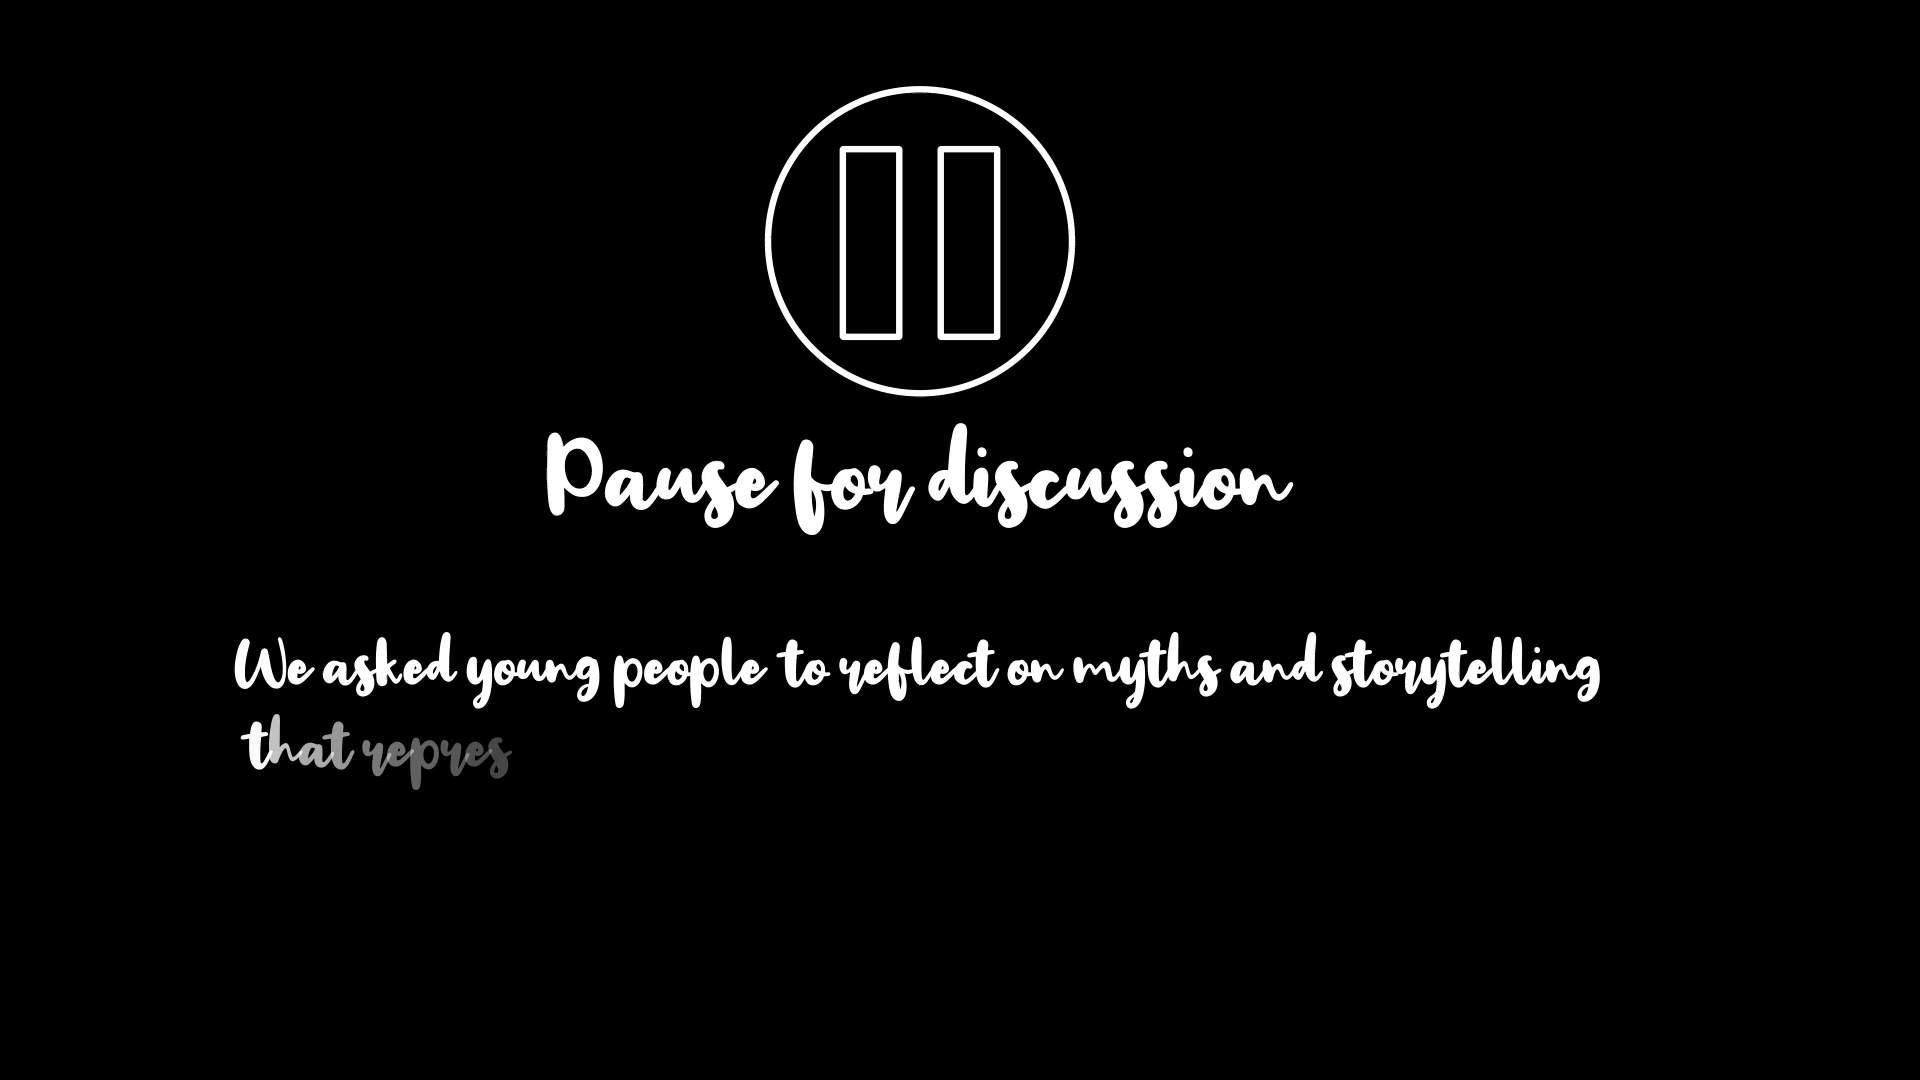 Pause for discussion
We asked young people to reflect on myths and storytelling
that repres